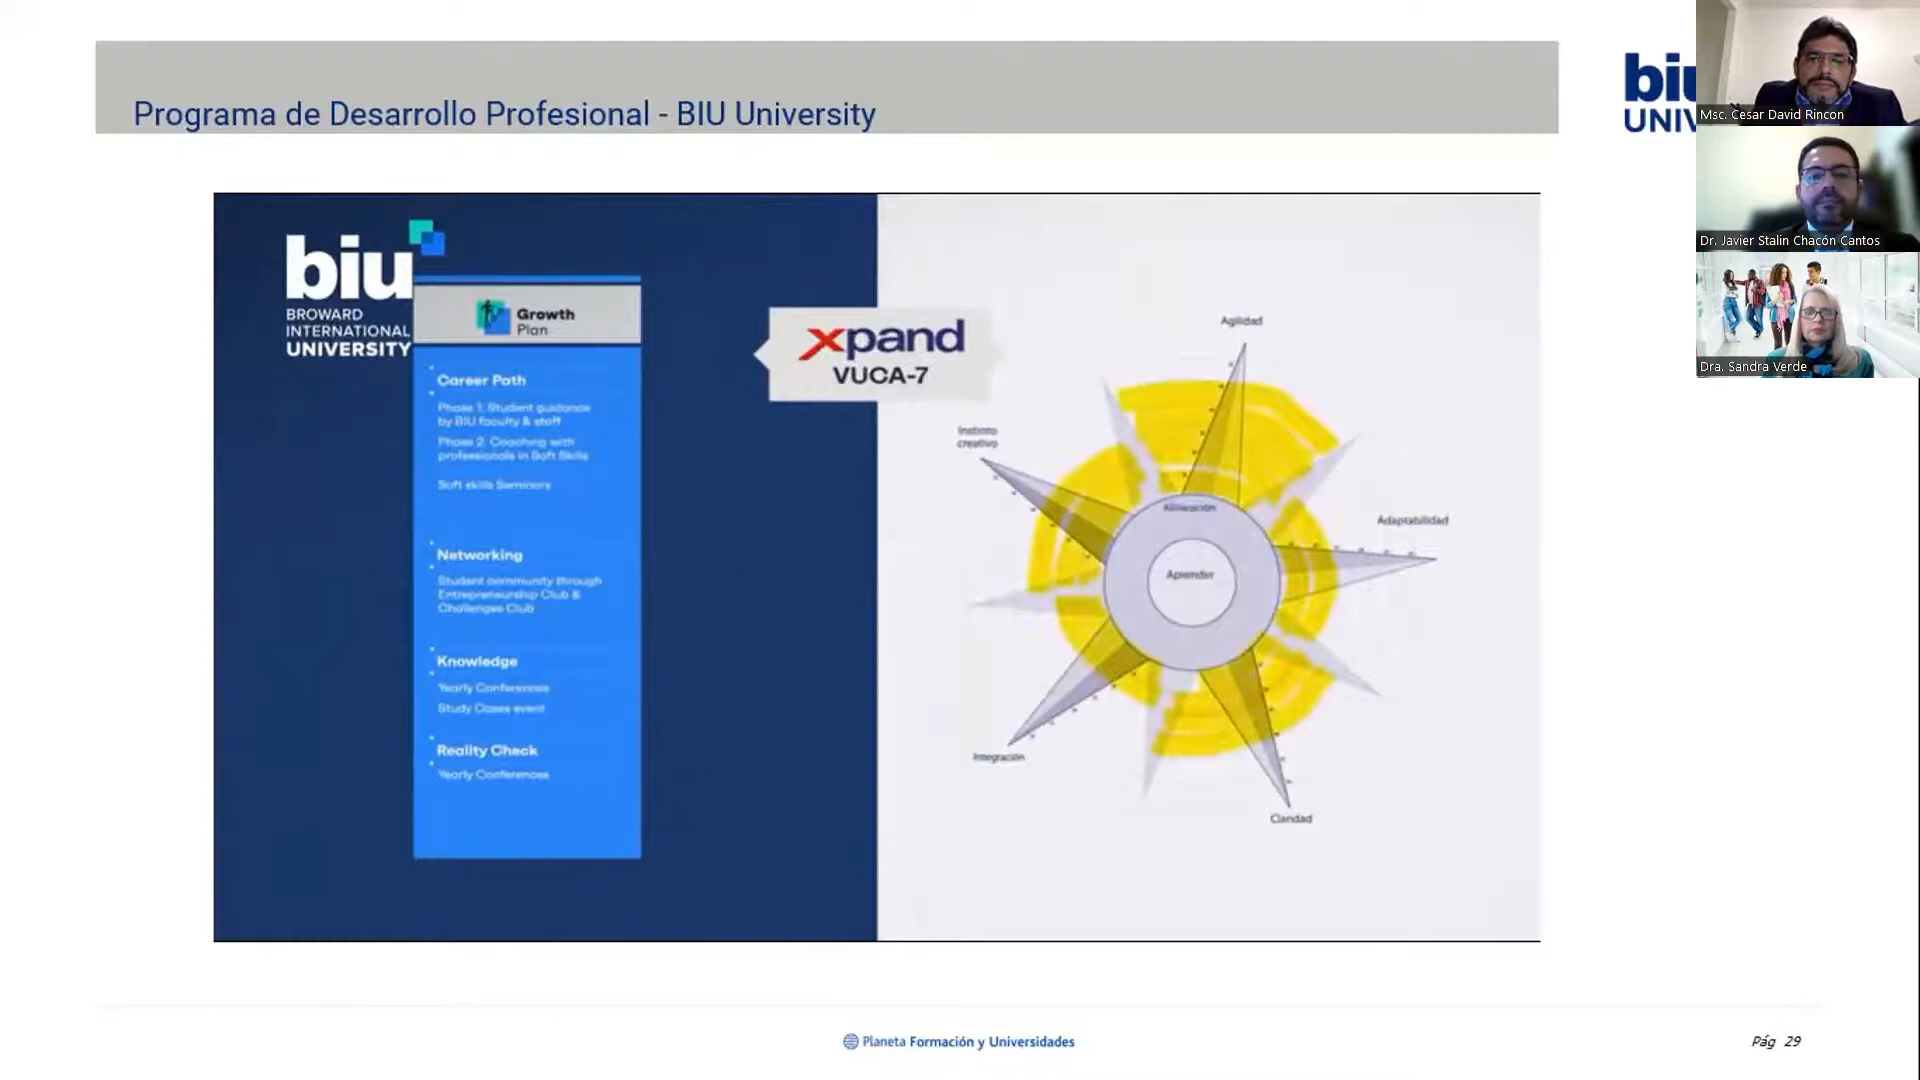 Programa de Desarrollo Profesional - BIU University
biu
UNIV
Msc. Cesar David Rincon
Dr. Javier Stalin Chacón Cantos
Dra. Sandra Verde
biu
BROWARD
INTERNATIONAL
UNIVERSITY
Growth
Plan
Career Path
Phase 1: Student guidance
by BIU faculty & staff
Phase 2: Coaching with
professionals in Soft Skills
Soft skills Seminary
Networking
Student community through
Entrepreneurship Club &
Challenges Club
Knowledge
Yearly Conferences
Study Cases event
Reality Check
Yearly Conferences
xpand
VUCA-7
Agilidad
Instinto
creativo
Adaptabilidad
Alineación
Aprender
Integración
Claridad
Planeta Formación y Universidades
Pág 29